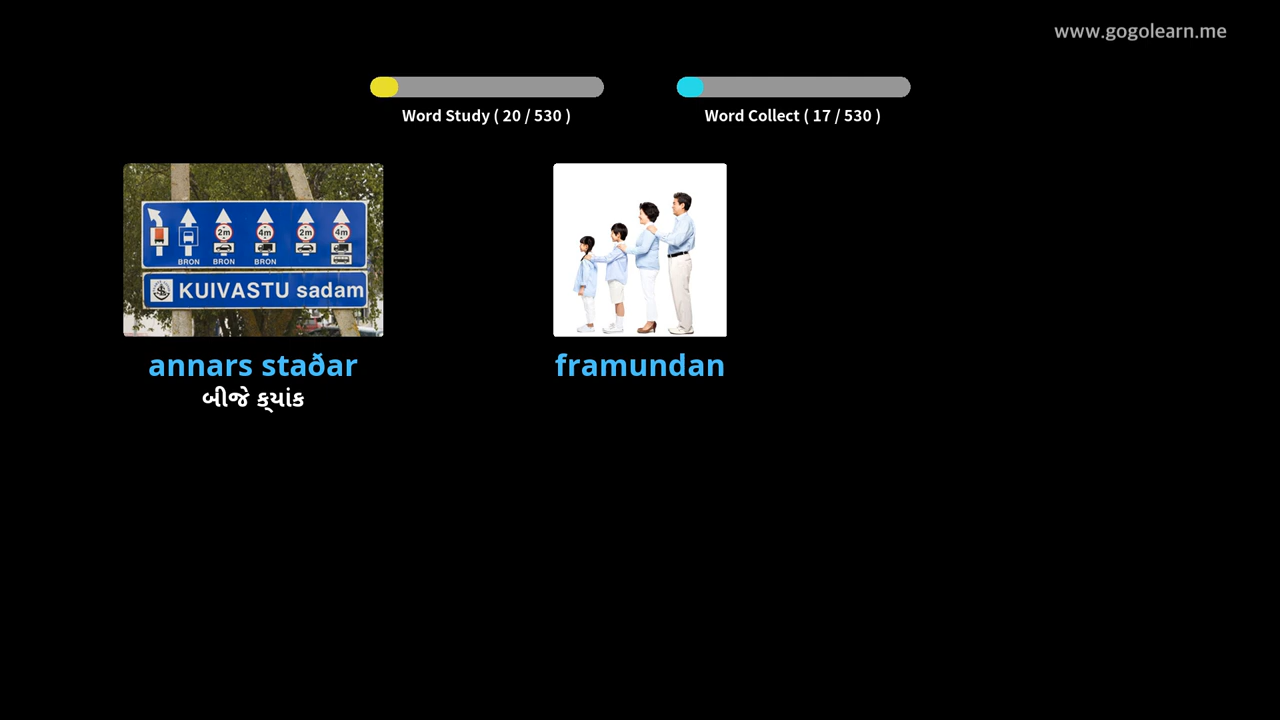 www.gogolearn.me
Word Study ( 20 / 530 )
Word Collect ( 17 / 530 )
2m
4m
2m
4m
BRON
BRON
BRON
KUIVASTU sadam
annars staðar
framundan
બીજે ક્યાંક